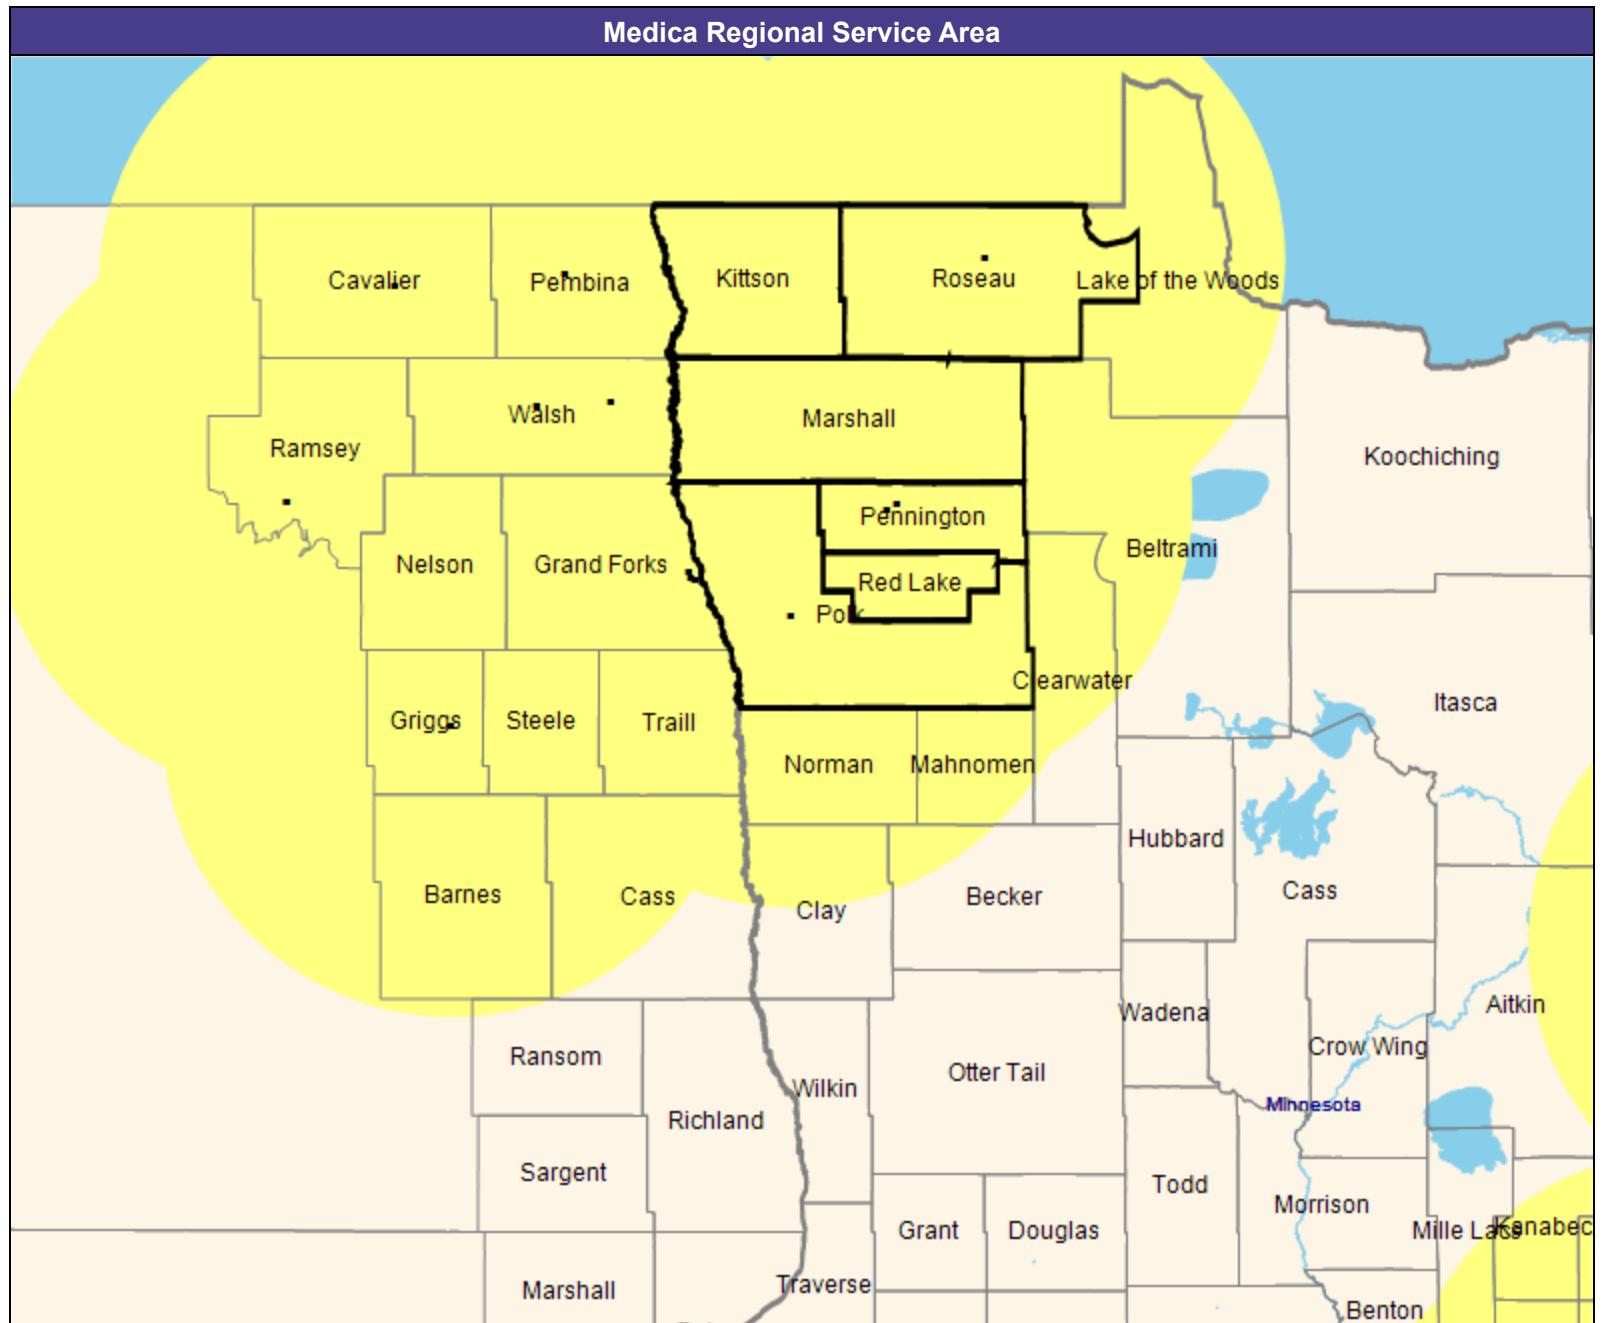 Medica Regional Service Area
Cavalier
Pembina
Kittson
Roseau
Lake of the Woods
Ramsey
Walsh
Marshall
Koochiching
Nelson
Grand Forks
Pennington
Red Lake
Polk
Beltrami
Clearwater
Griggs
Steele
Traill
Norman
Mahnomen
Itasca
Hubbard
Barnes
Cass
Clay
Becker
Cass
Wadena
Aitkin
Crow Wing
Ransom
Richland
Wilkin
Otter Tail
Minnesota
Sargent
Todd
Morrison
Grant
Douglas
Mille Lacs
Kanabec
Marshall
Traverse
Benton